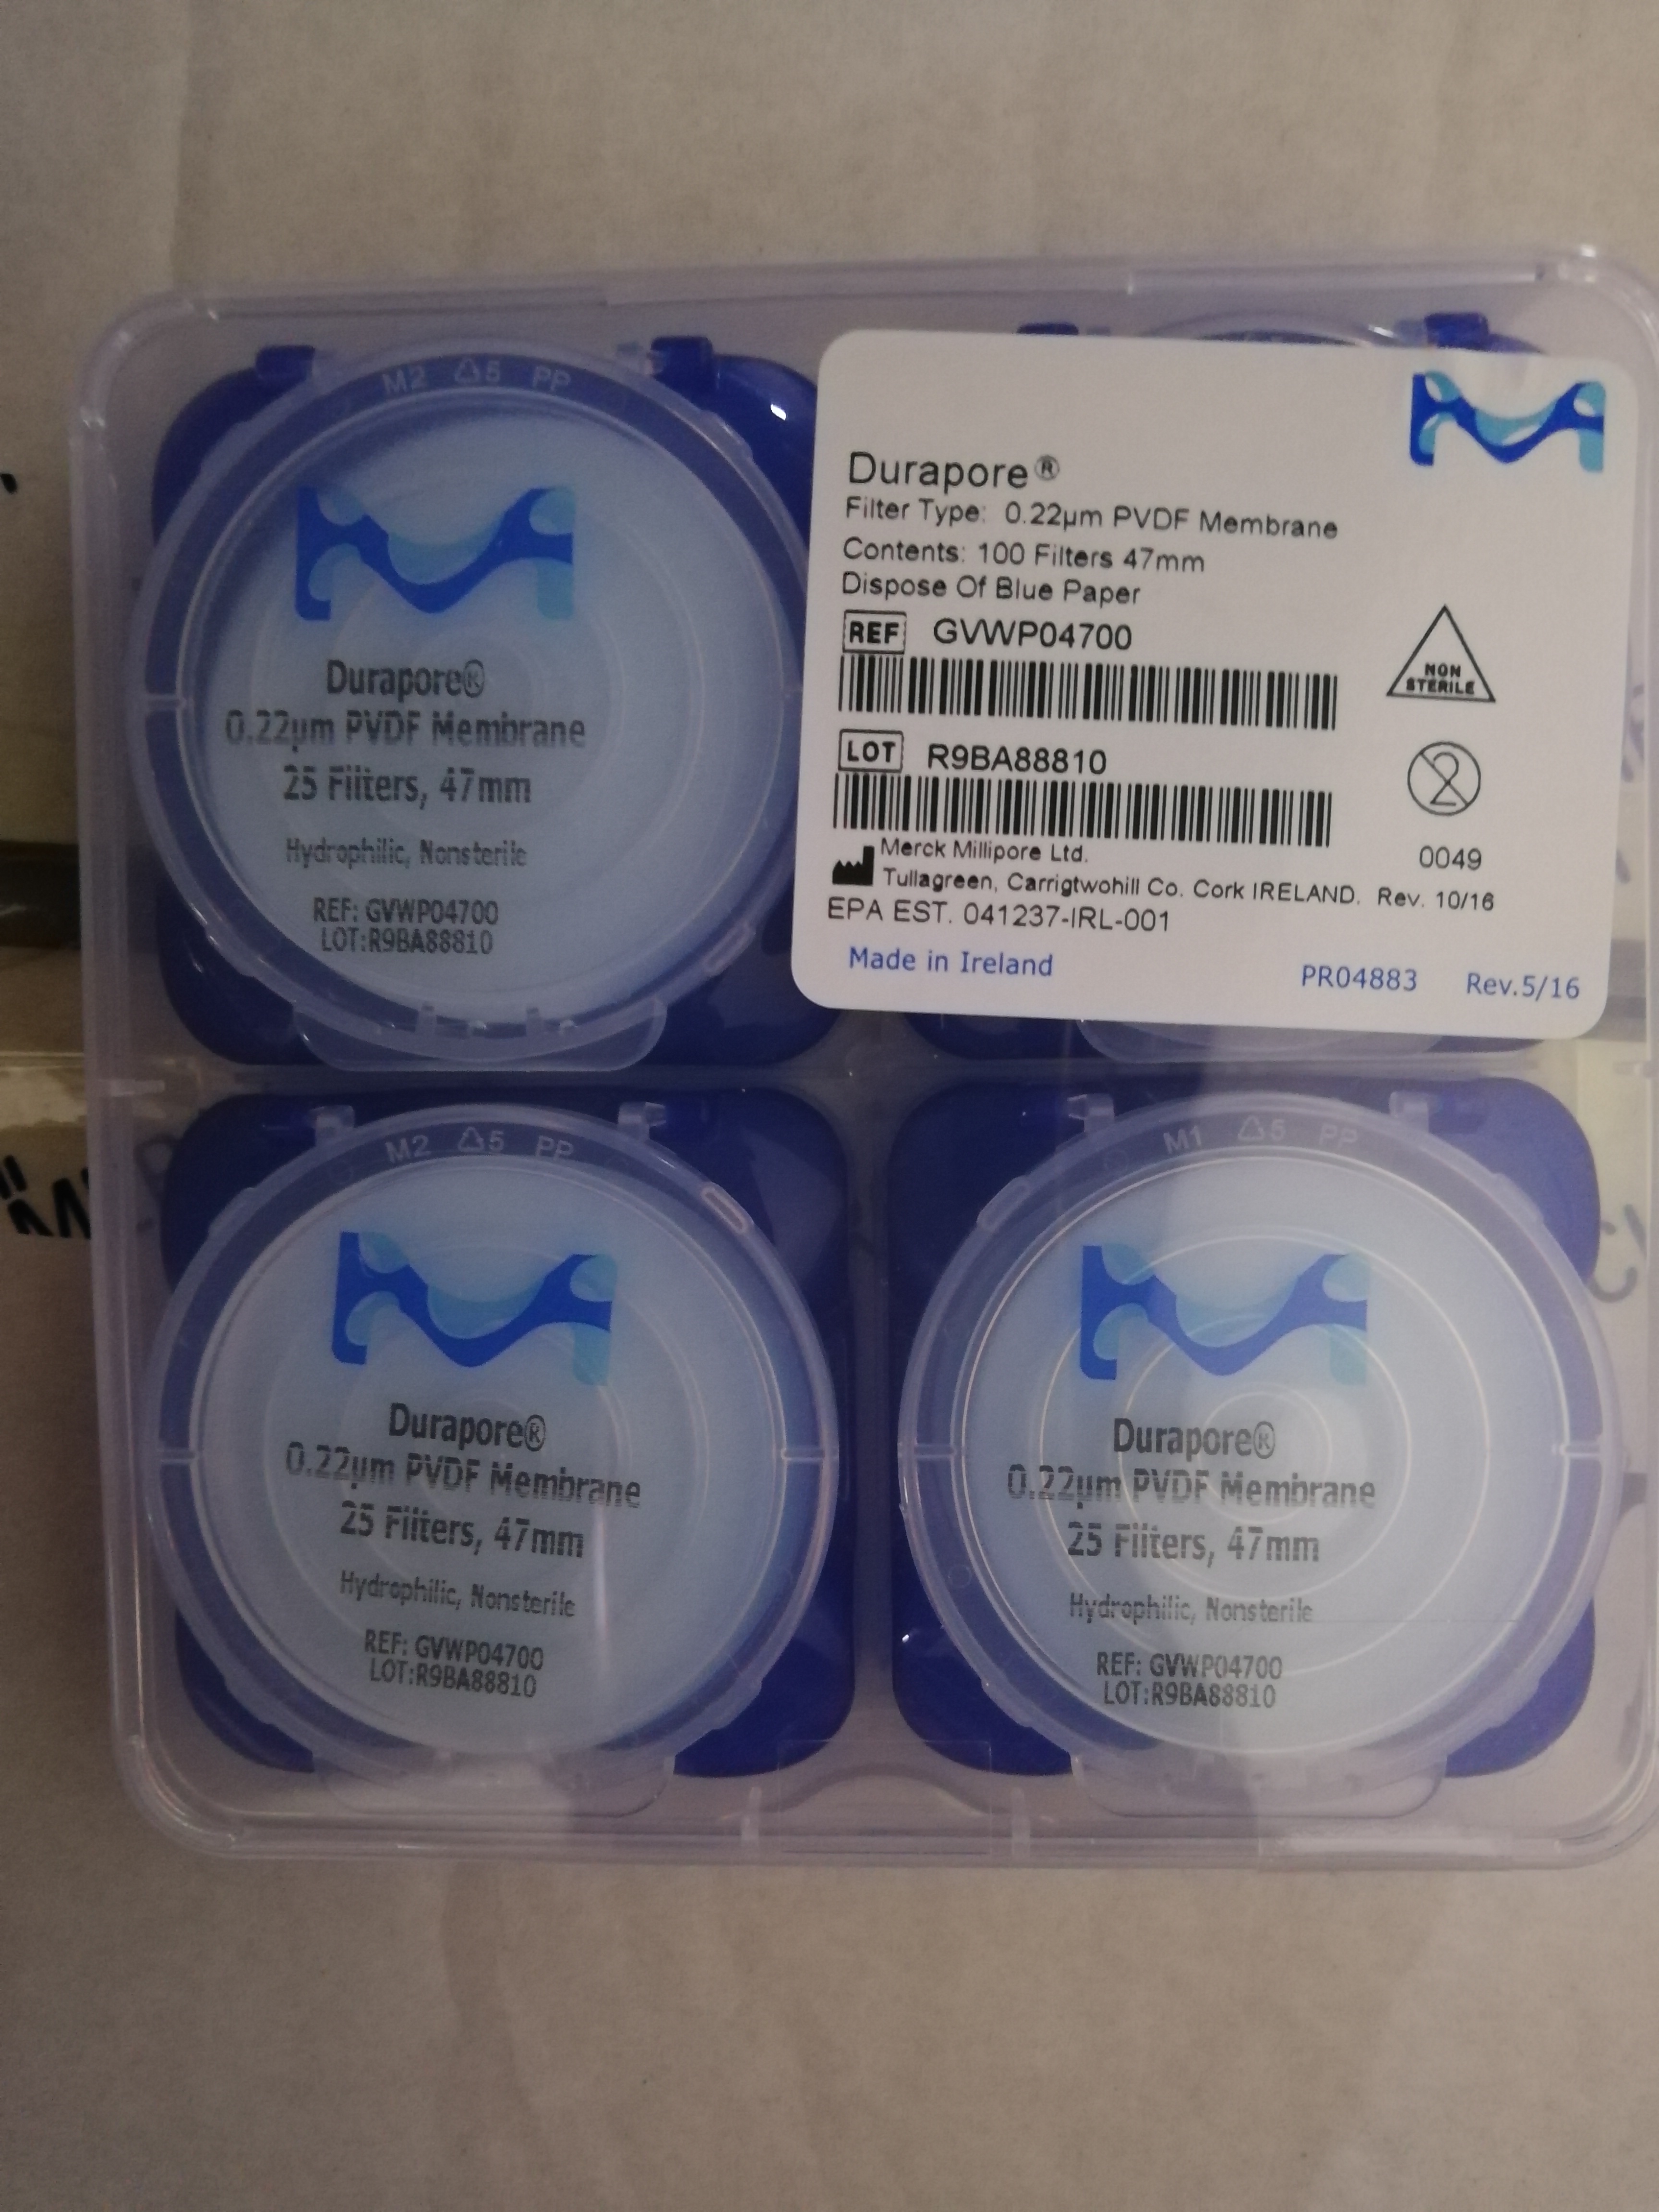 M2 5 PP
Durapore®
0.22µm PVDF Membrane
25 Filters, 47mm
Hydrophilic, Nonsterile
REF: GVWP04700
LOT:R9BA88810
Durapore®
Filter Type: 0.22µm PVDF Membrane
Contents: 100 Filters 47mm
Dispose Of Blue Paper
REF GVWP04700
NON
STERILE
LOT R9BA88810
2
0049
Merck Millipore Ltd.
Tullagreen, Carrigtwohill Co. Cork IRELAND. Rev. 10/16
EPA EST. 041237-IRL-001
Made in Ireland PR04883 Rev.5/16
M2 5 PP
Durapore®
0.22µm PVDF Membrane
25 Filters, 47mm
Hydrophilic, Nonsterile
REF: GVWP04700
LOT:R9BA88810
M1 5 PP
Durapore®
0.22µm PVDF Membrane
25 Filters, 47mm
Hydrophilic, Nonsterile
REF: GVWP04700
LOT:R9BA88810